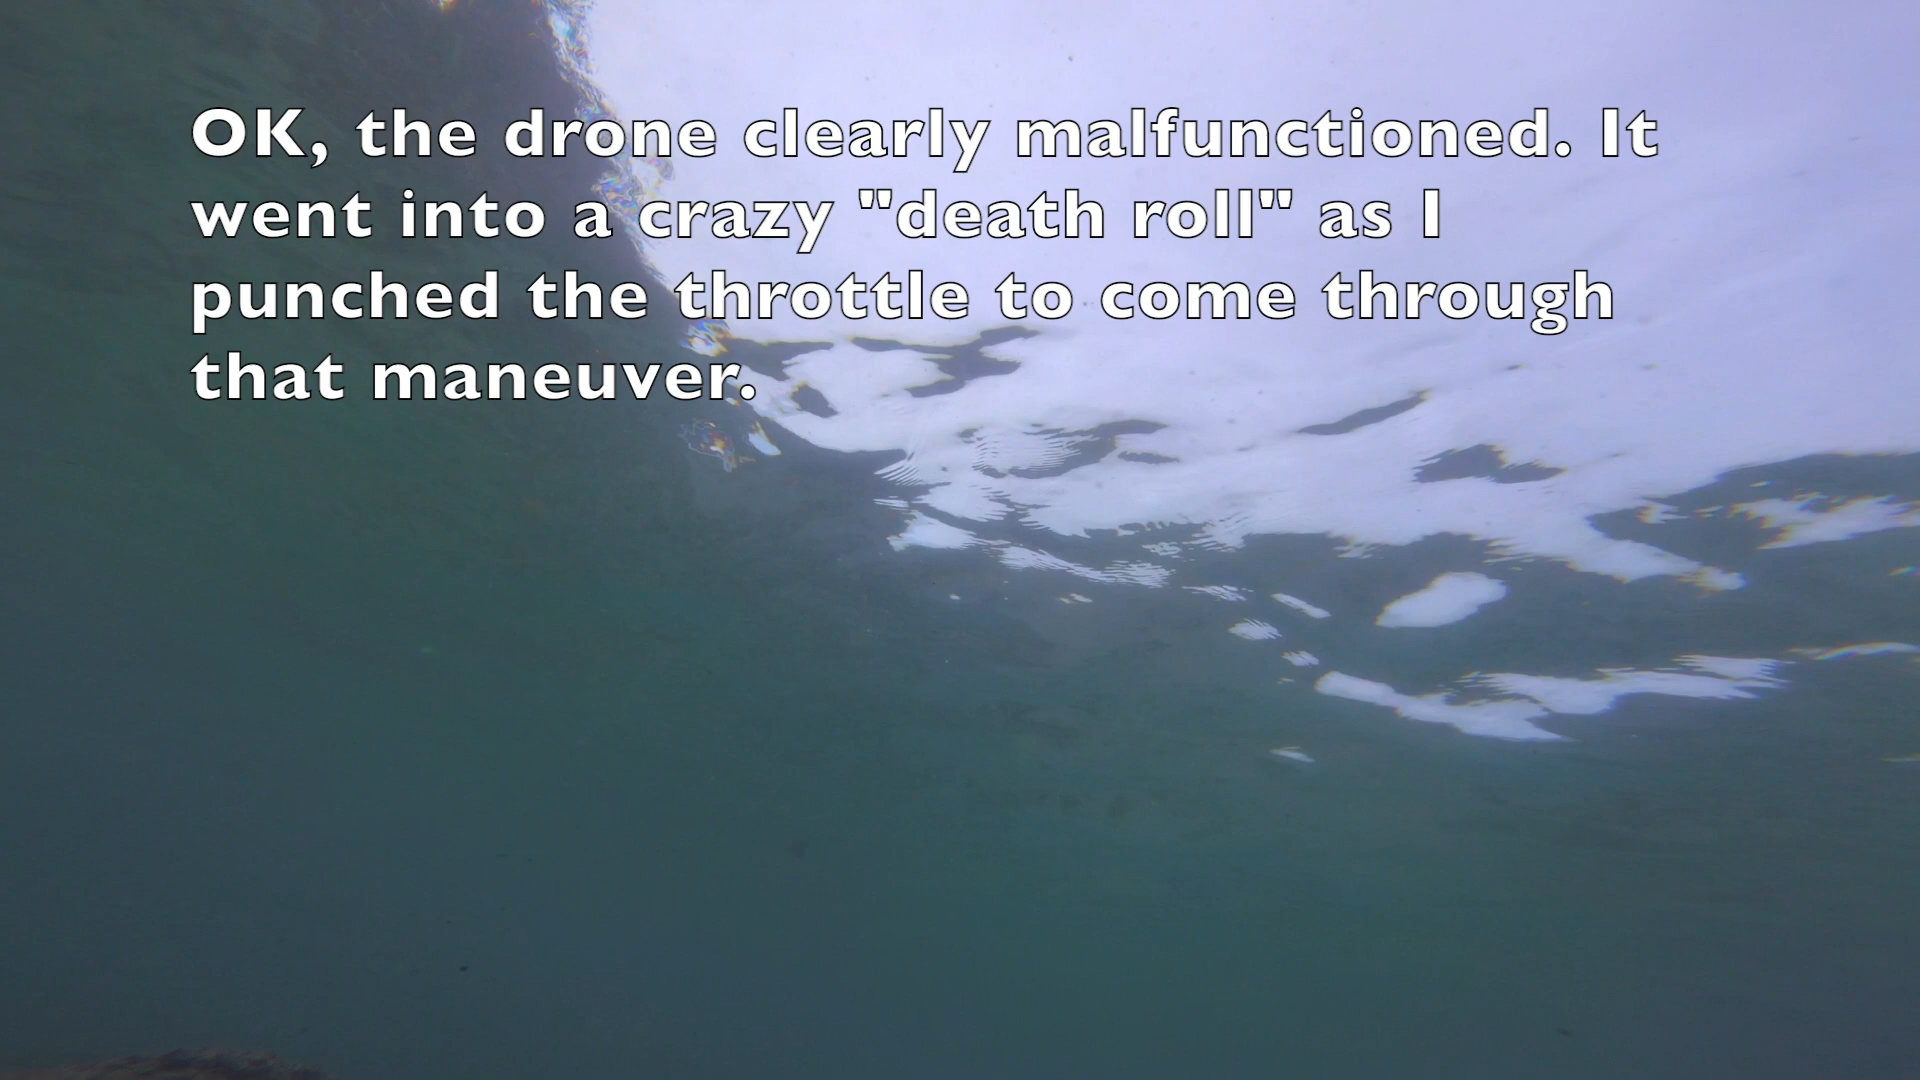 OK, the drone clearly malfunctioned. It
went into a crazy "death roll" as I
punched the throttle to come through
that maneuver.